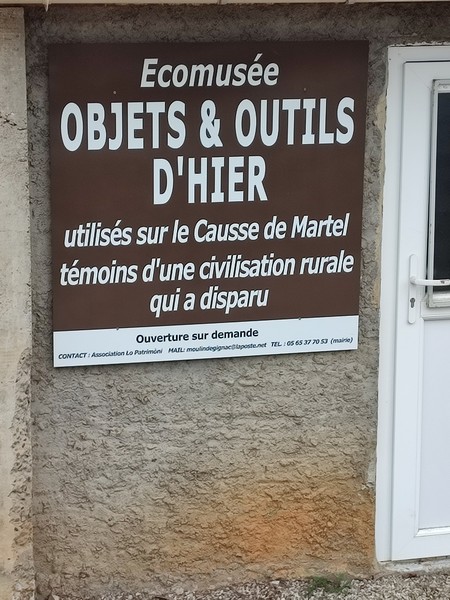 Ecomusée
OBJETS & OUTILS
D'HIER
utilisés sur le Causse de Martel
témoins d'une civilisation rurale
qui a disparu
Ouverture sur demande
CONTACT : Association Lo Patrimòni MAIL: moulindegignac@laposte.net TEL. : 05 65 37 70 53 (mairie)